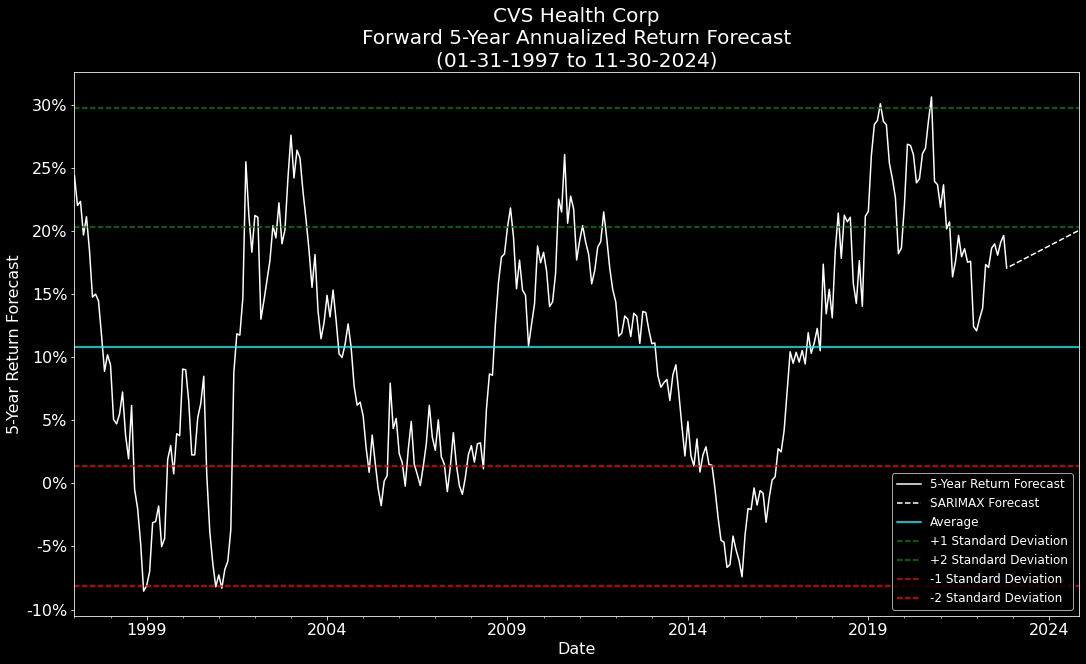 CVS Health Corp
Forward 5-Year Annualized Return Forecast
(01-31-1997 to 11-30-2024)
5-Year Return Forecast
30%
25%
20%
15%
10%
5%
0%
-5%
-10%
5-Year Return Forecast
SARIMAX Forecast
Average
+1 Standard Deviation
+2 Standard Deviation
-1 Standard Deviation
-2 Standard Deviation
1999
2004
2009
2014
2019
2024
Date